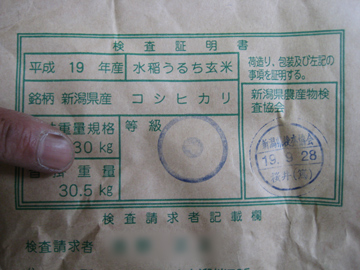 検査証明書
平成 19 年産 水稲うるち玄米
荷造り、包装及び左記の
事項を証明する。
銘柄 新潟県産 コシヒカリ
新潟県農産物検
査協会
重量規格
30 kg
等級
重量
30.5 kg
19.9.28
検査請求者記載欄
検査請求者